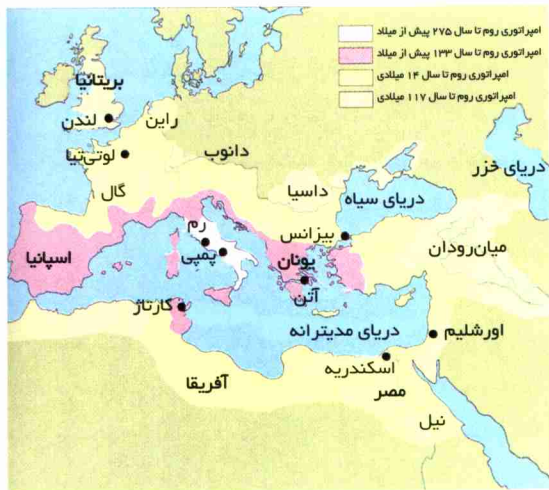 امپراتوری روم تا سال ۲۷۵ پیش از میلاد
امپراتوری روم تا سال ۱۳۳ پیش از میلاد
امپراتوری روم تا سال ۱۴ میلادی
امپراتوری روم تا سال ۱۱۷ میلادی
بریتانیا
لندن
راین
لوتی‌تیا
دانوب
گال
داسیا
دریای سیاه
دریای خزر
رم
پمپی
بیزانس
میان‌رودان
اسپانیا
یونان
آتن
کارتاژ
دریای مدیترانه
اورشلیم
اسکندریه
آفریقا
مصر
نیل